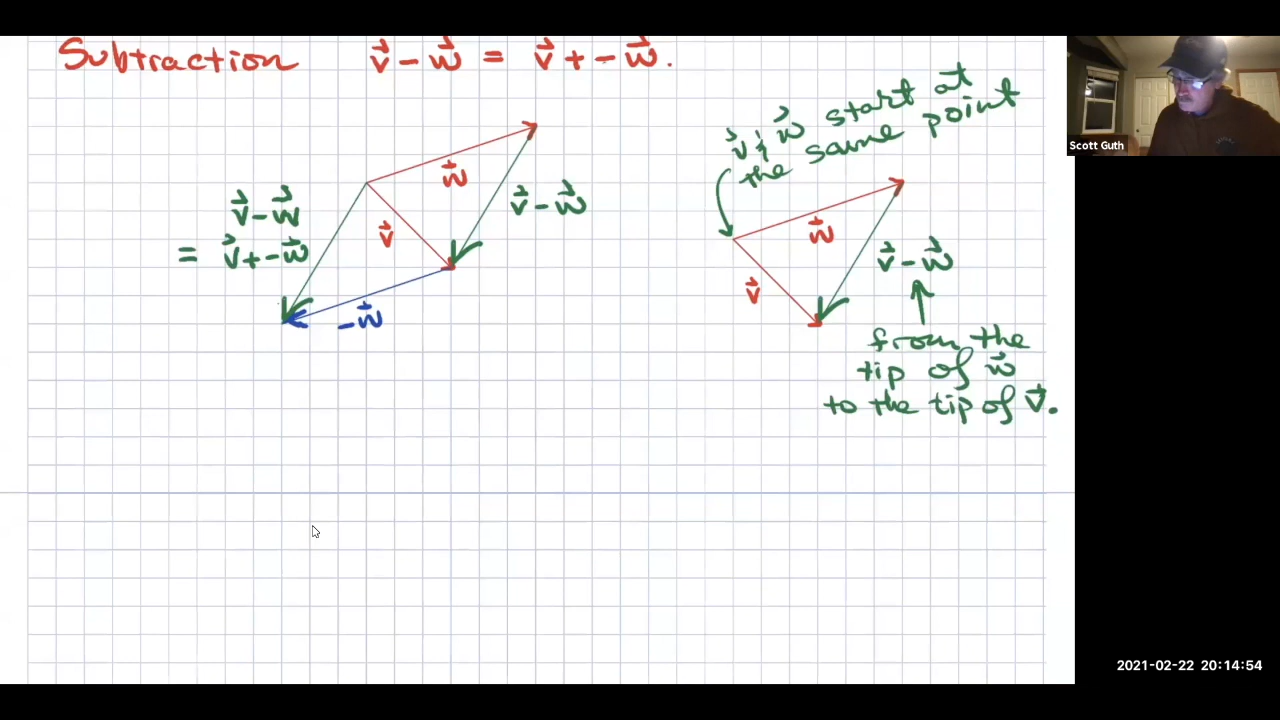 Subtraction v⃗ - w⃗ = v⃗ + - w⃗.
v⃗ & w⃗ start at
the same point
w⃗
v⃗ - w⃗
v⃗
v⃗ - w⃗
= v⃗ + - w⃗
- w⃗
w⃗
v⃗
v⃗ - w⃗
from the
tip of w⃗
to the tip of v⃗.
Scott Guth
2021-02-22 20:14:54